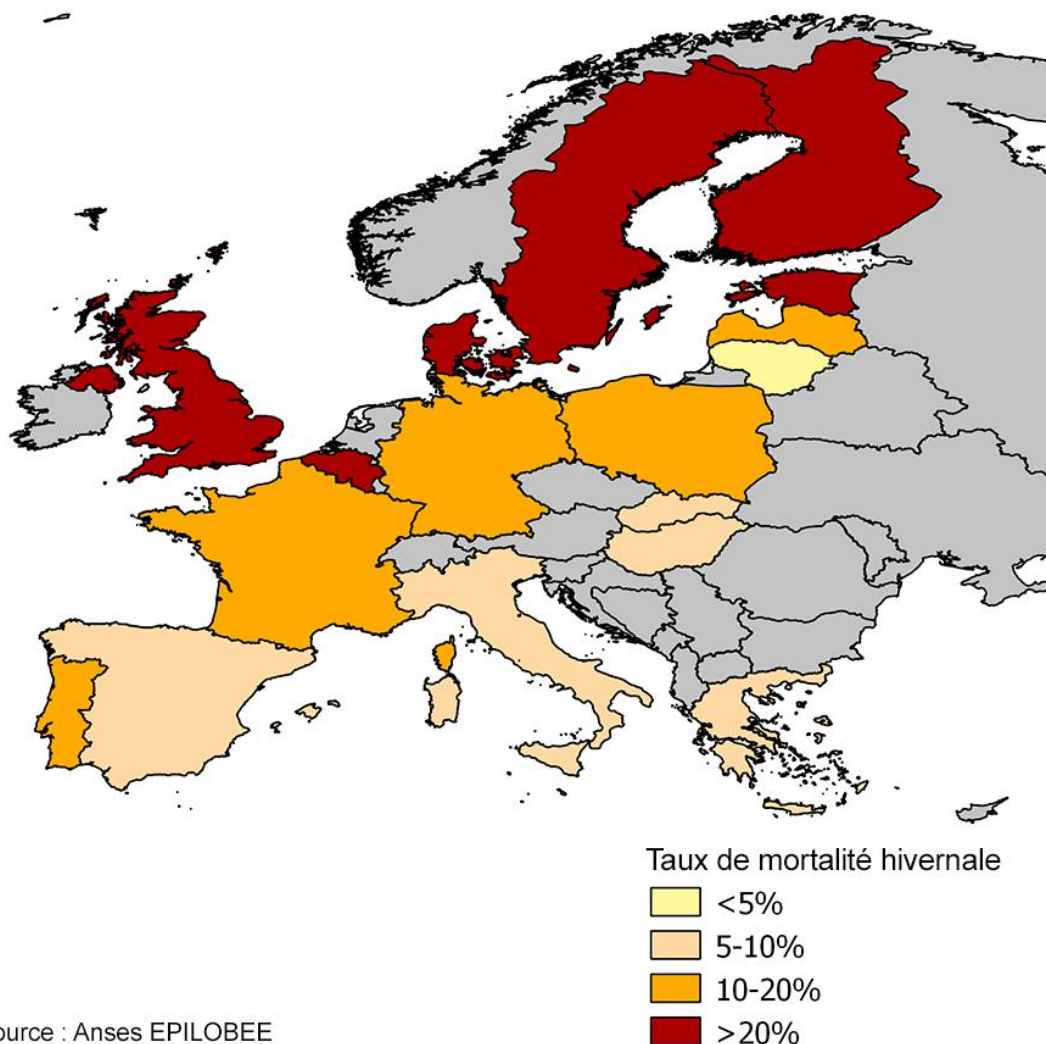 Taux de mortalité hivernale
<5%
5-10%
10-20%
>20%
ource : Anses EPILOBEE